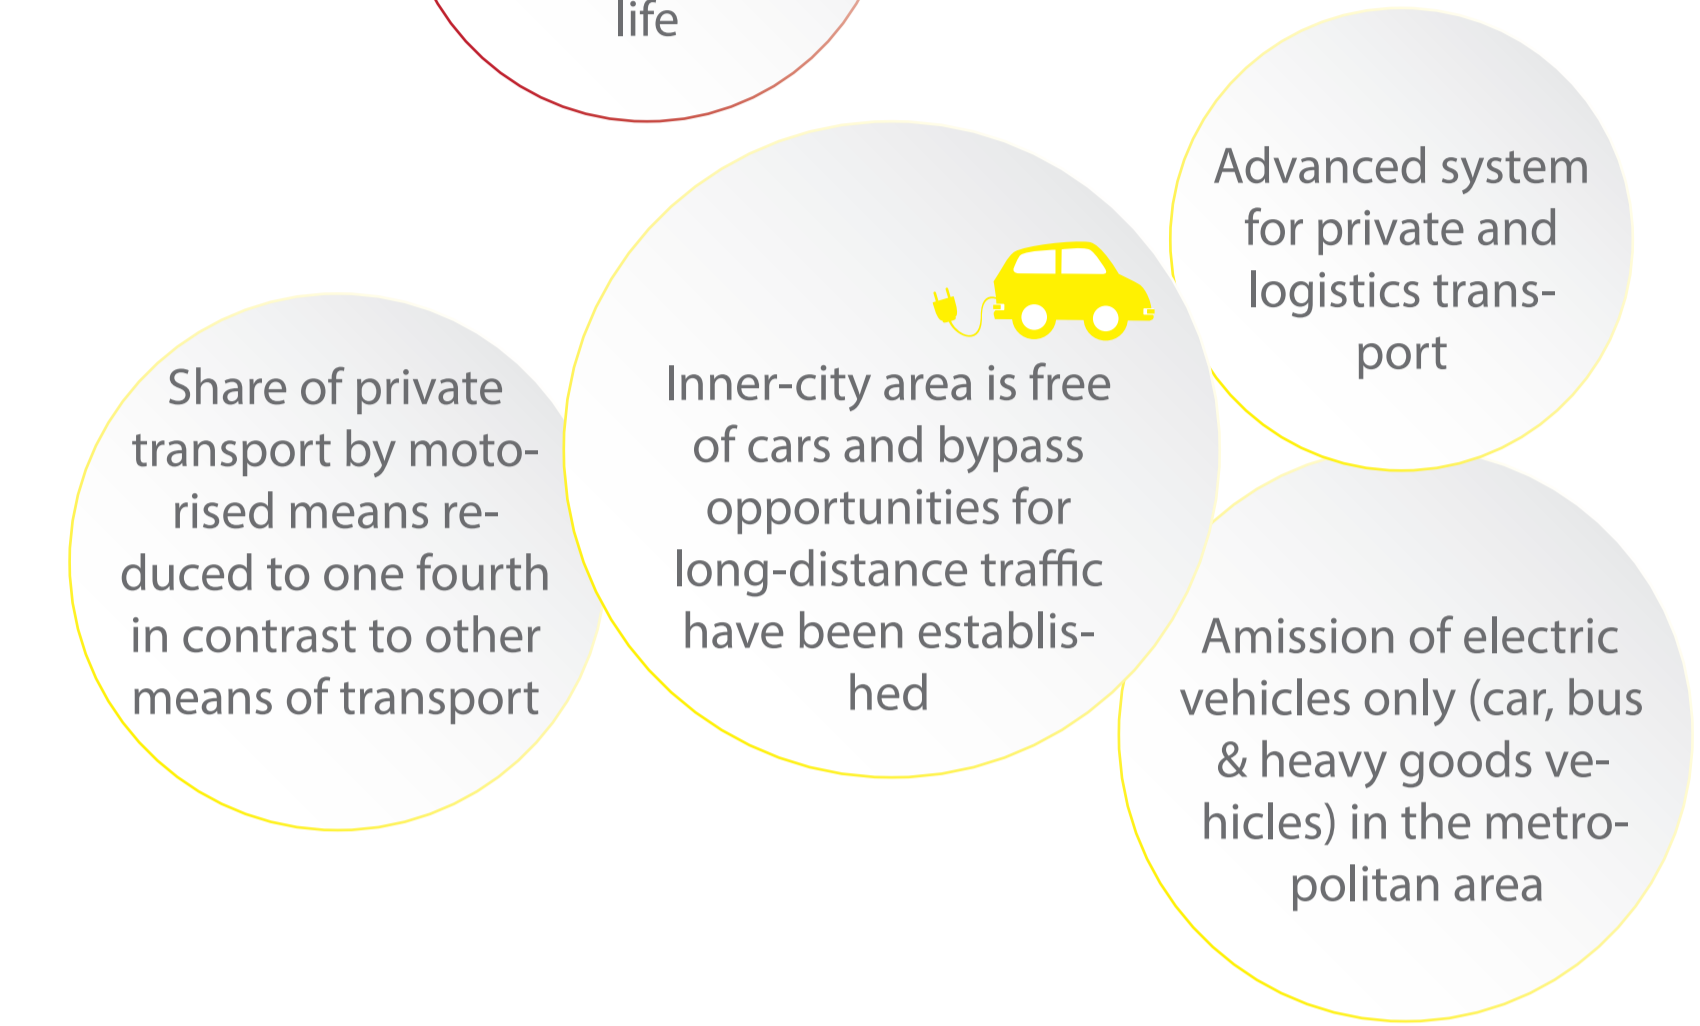 life
Share of private
transport by moto-
rised means re-
duced to one fourth
in contrast to other
means of transport
Inner-city area is free
of cars and bypass
opportunities for
long-distance traffic
have been establis-
hed
Advanced system
for private and
logistics trans-
port
Amission of electric
vehicles only (car, bus
& heavy goods ve-
hicles) in the metro-
politan area